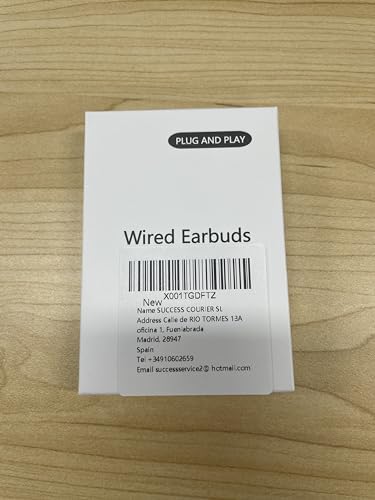 PLUG AND PLAY
Wired Earbuds
X001TGDFTZ
New
Name SUCCESS COURIER SL
Address Calle de RIO TORMES 13A
oficina 1, Fuenlabrada
Madrid, 28947
Spain
Tel +34910602659
Email successservice2@ hotmail.com